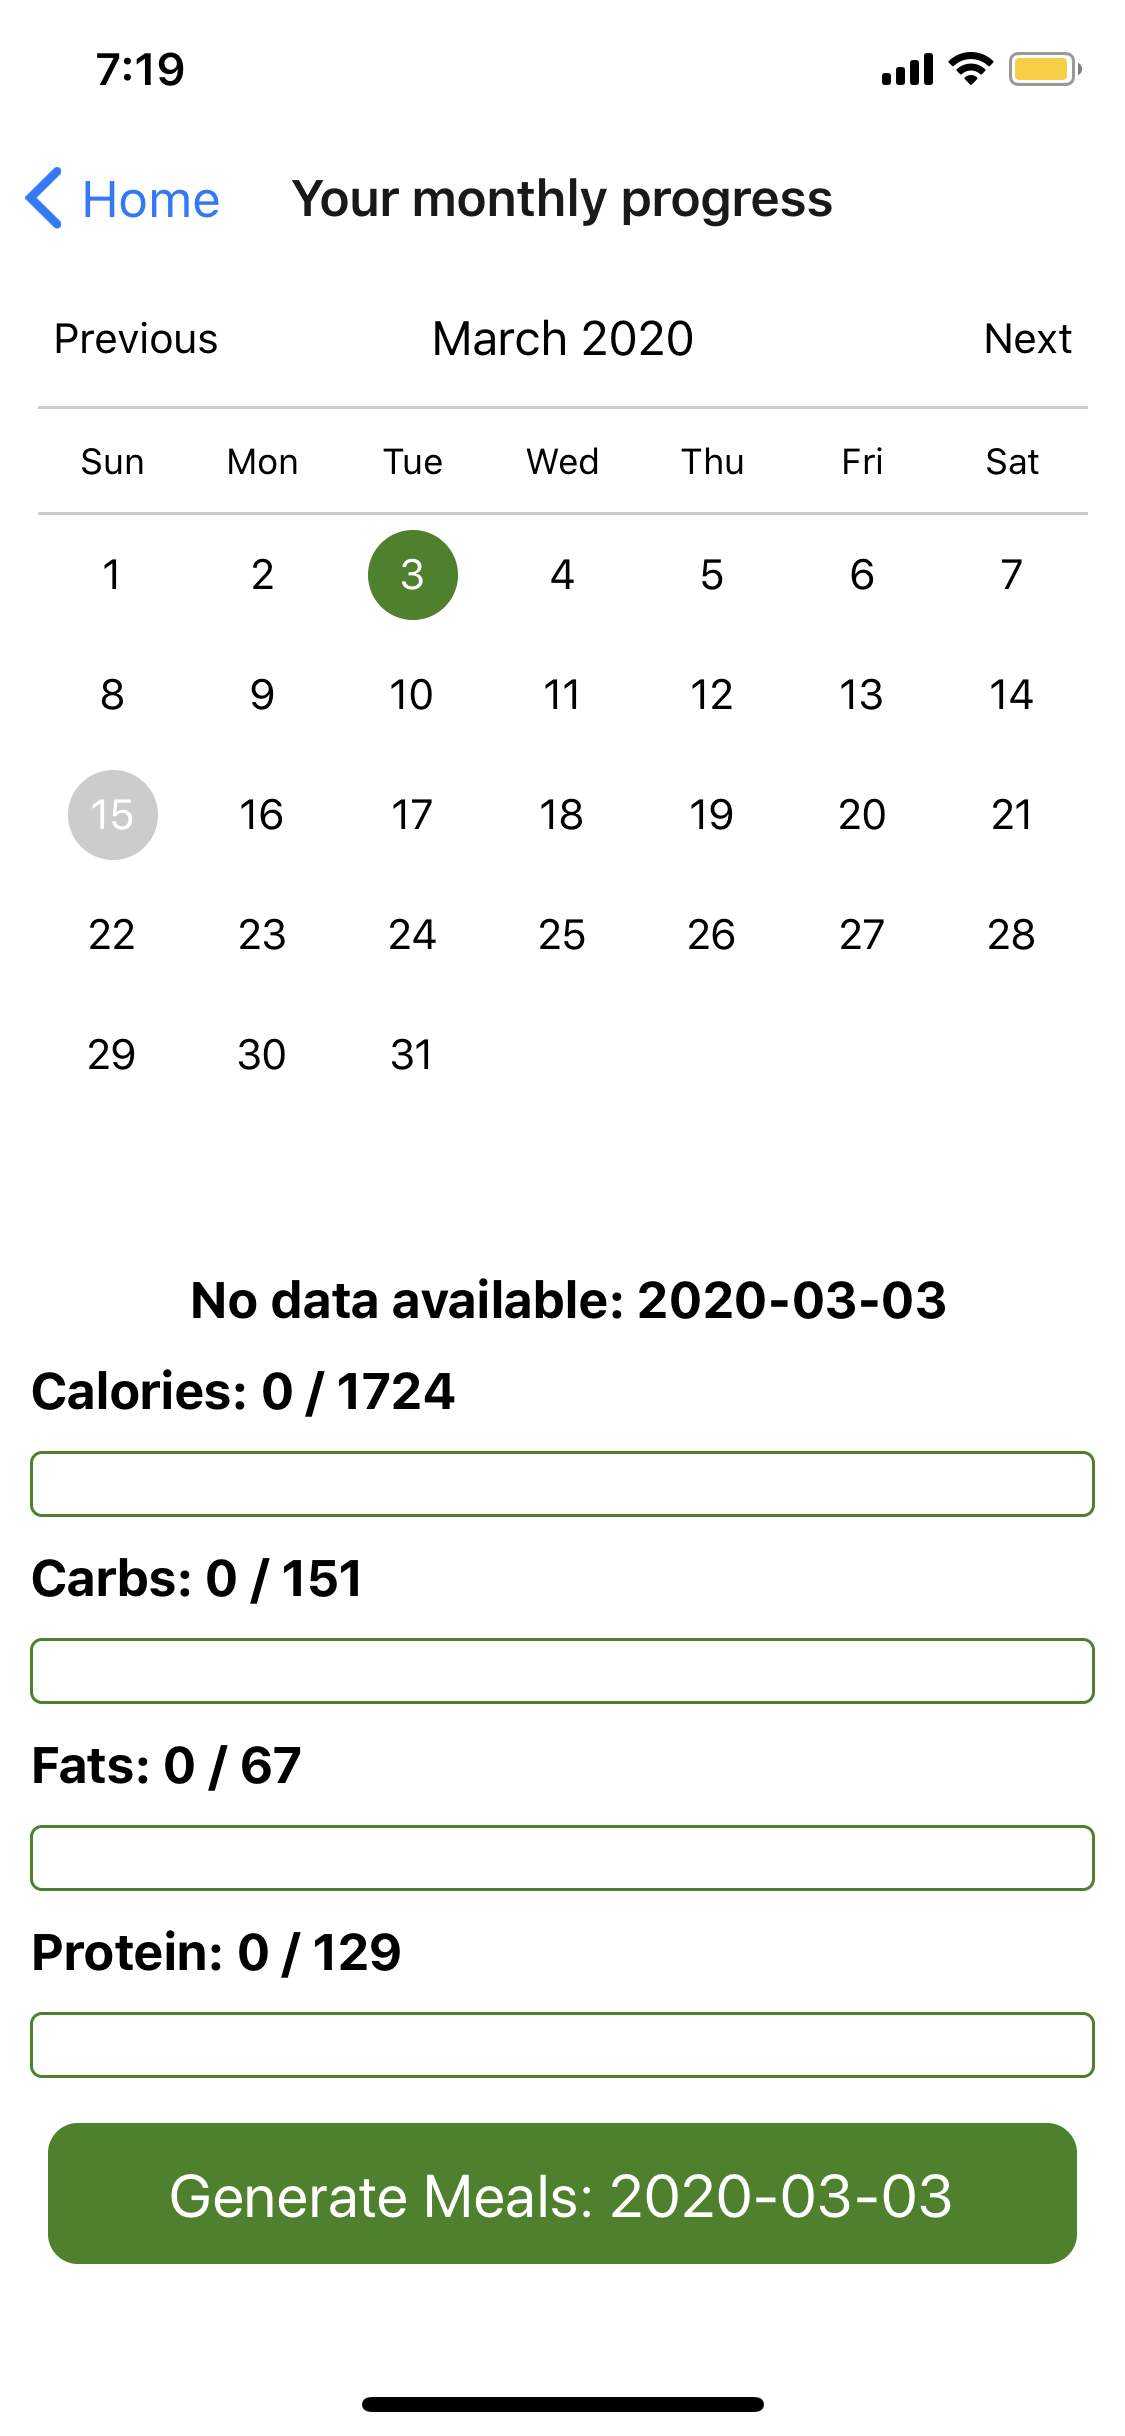 7:19
Home Your monthly progress
Previous March 2020 Next
Sun Mon Tue Wed Thu Fri Sat
1 2 3 4 5 6 7
8 9 10 11 12 13 14
15 16 17 18 19 20 21
22 23 24 25 26 27 28
29 30 31
No data available: 2020-03-03
Calories: 0 / 1724
Carbs: 0 / 151
Fats: 0 / 67
Protein: 0 / 129
Generate Meals: 2020-03-03